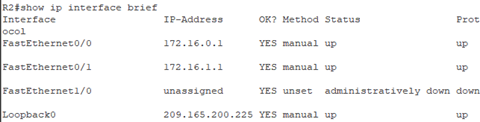 R2#show ip interface brief
Interface IP-Address OK? Method Status Prot
ocol
FastEthernet0/0 172.16.0.1 YES manual up up
FastEthernet0/1 172.16.1.1 YES manual up up
FastEthernet1/0 unassigned YES unset administratively down down
Loopback0 209.165.200.225 YES manual up up